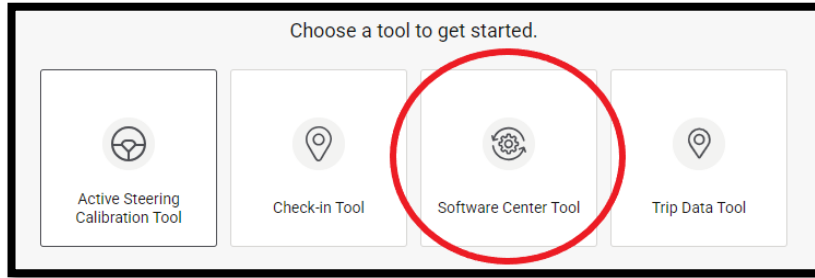 Choose a tool to get started.
Active Steering
Calibration Tool
Check-in Tool
Software Center Tool
Trip Data Tool